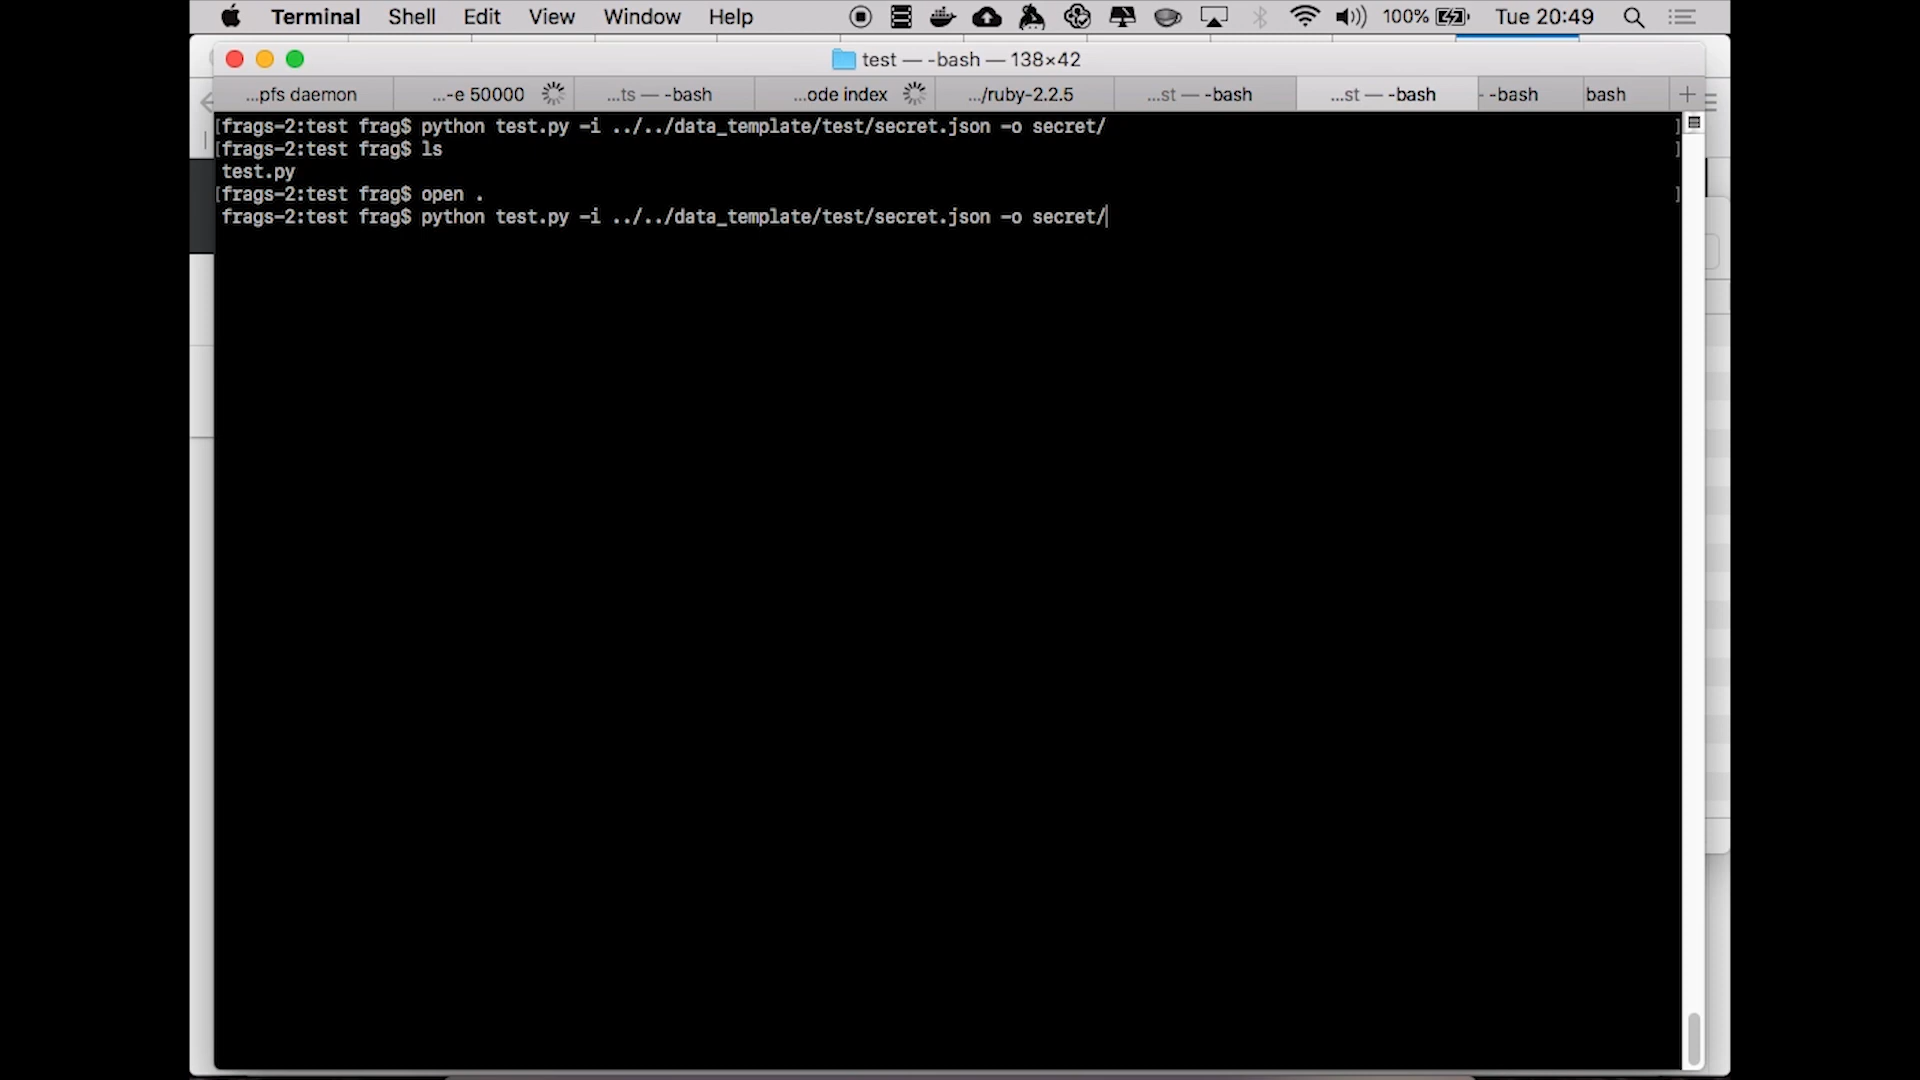 Terminal Shell Edit View Window Help 100% Tue 20:49
test — -bash — 138×42
...pfs daemon ...-e 50000 ...ts — -bash ...ode index .../ruby-2.2.5 ...st — -bash ...st — -bash - -bash bash +
[frags-2:test frag$ python test.py -i ../../data_template/test/secret.json -o secret/ ]
[frags-2:test frag$ ls ]
test.py
[frags-2:test frag$ open . ]
frags-2:test frag$ python test.py -i ../../data_template/test/secret.json -o secret/